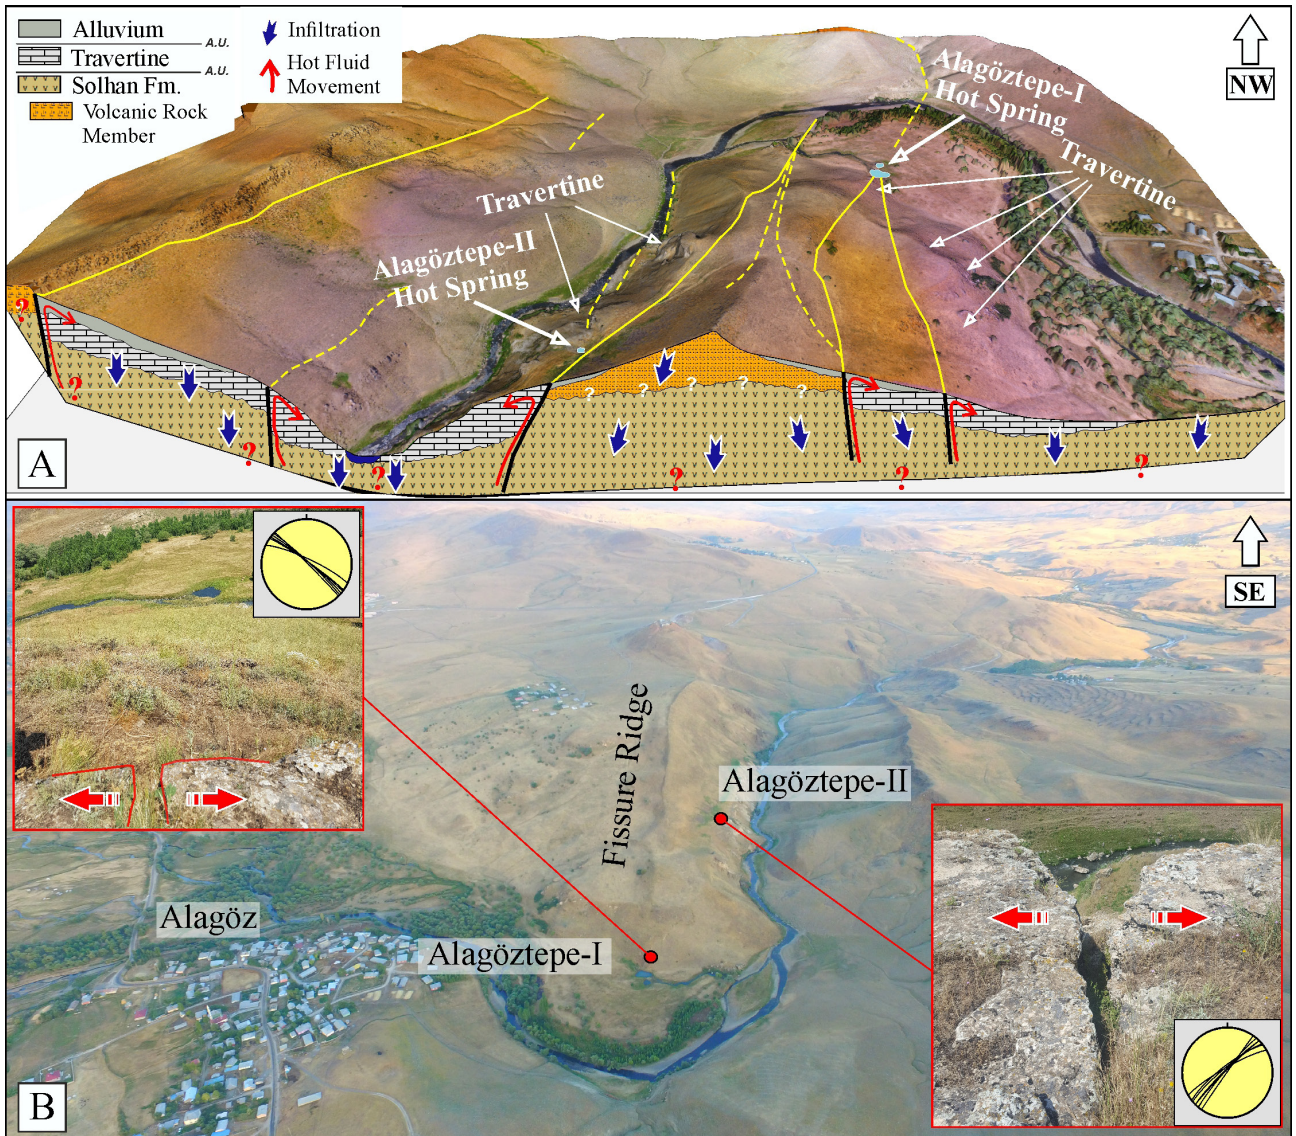 Alluvium
A.U.
Travertine
A.U.
Solhan Fm.
Volcanic Rock
Member
Infiltration
Hot Fluid
Movement
NW
Alagöztepe-I
Hot Spring
Travertine
Travertine
Alagöztepe-II
Hot Spring
?
?
?
?
?
?
?
?
?
?
?
?
A
SE
Fissure Ridge
Alagöztepe-II
Alagöz
Alagöztepe-I
B